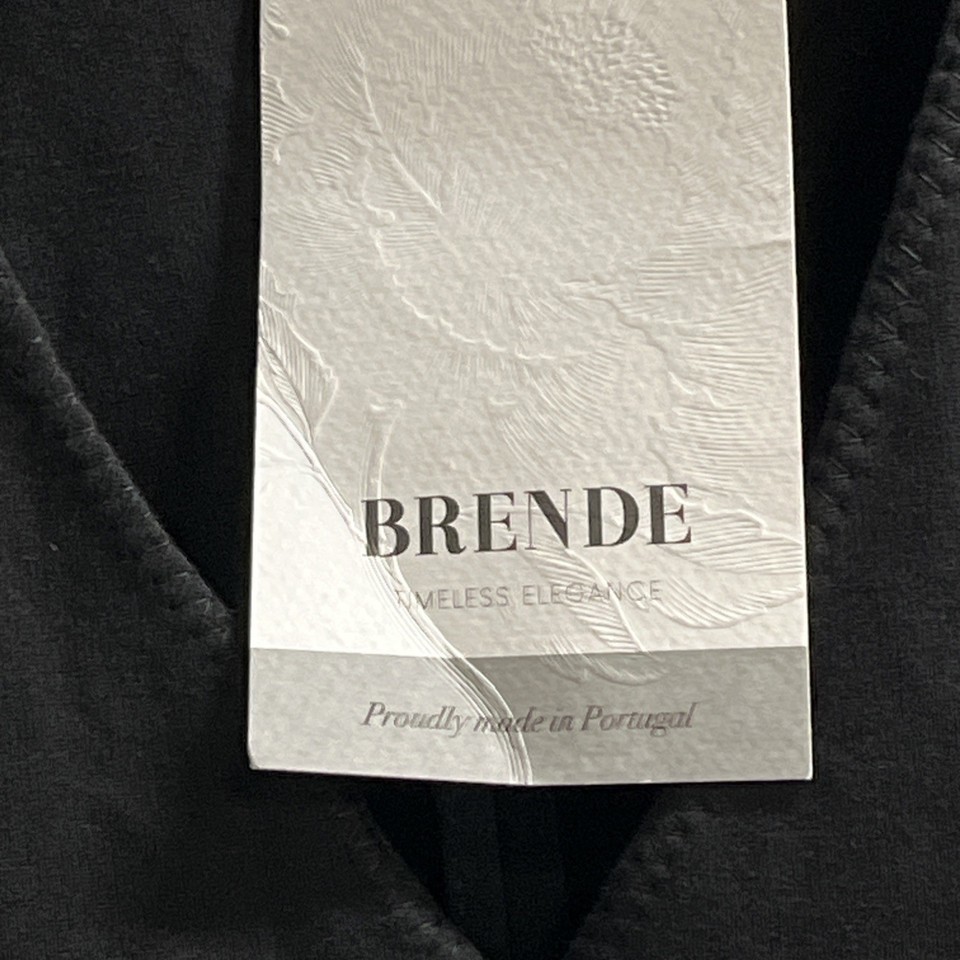 BRENDE
TIMELESS ELEGANCE
Proudly made in Portugal